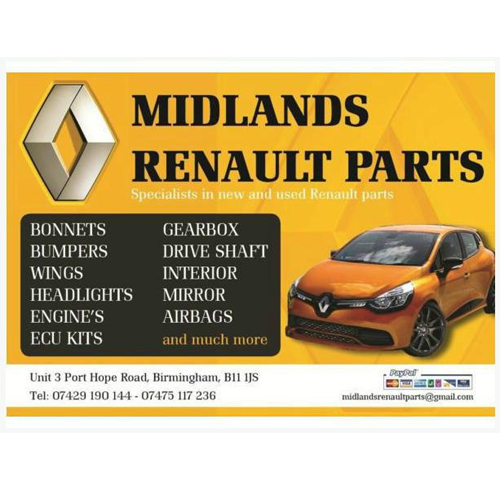 MIDLANDS
RENAULT PARTS
Specialists in new and used Renault parts
BONNETS
BUMPERS
WINGS
HEADLIGHTS
ENGINE'S
ECU KITS
GEARBOX
DRIVE SHAFT
INTERIOR
MIRROR
AIRBAGS
and much more
Unit 3 Port Hope Road, Birmingham, B11 1JS
Tel: 07429 190 144 - 07475 117 236
PayPal
midlandsrenaultparts@gmail.com